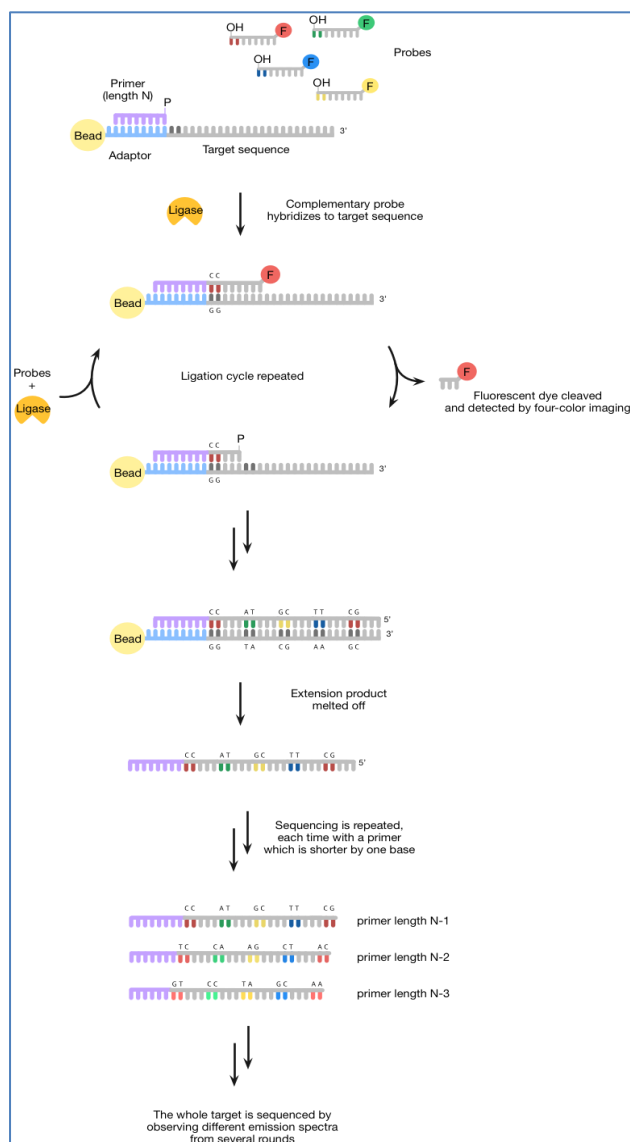 OH
F
OH
F
Probes
OH
F
OH
F
Primer
(length N)
P
Bead
3'
Adaptor
Target sequence
Ligase
Complementary probe
hybridizes to target sequence
C C
F
Bead
3'
G G
Probes
+
Ligase
Ligation cycle repeated
F
Fluorescent dye cleaved
and detected by four-color imaging
C C
P
Bead
3'
G G
C C A T G C T T C G
5'
Bead
3'
G G T A C G A A G C
Extension product
melted off
C C A T G C T T C G
5'
Sequencing is repeated,
each time with a primer
which is shorter by one base
C C A T G C T T C G
primer length N-1
T C C A A G C T A C
primer length N-2
G T C C T A G C A A
primer length N-3
The whole target is sequenced by
observing different emission spectra
from several rounds